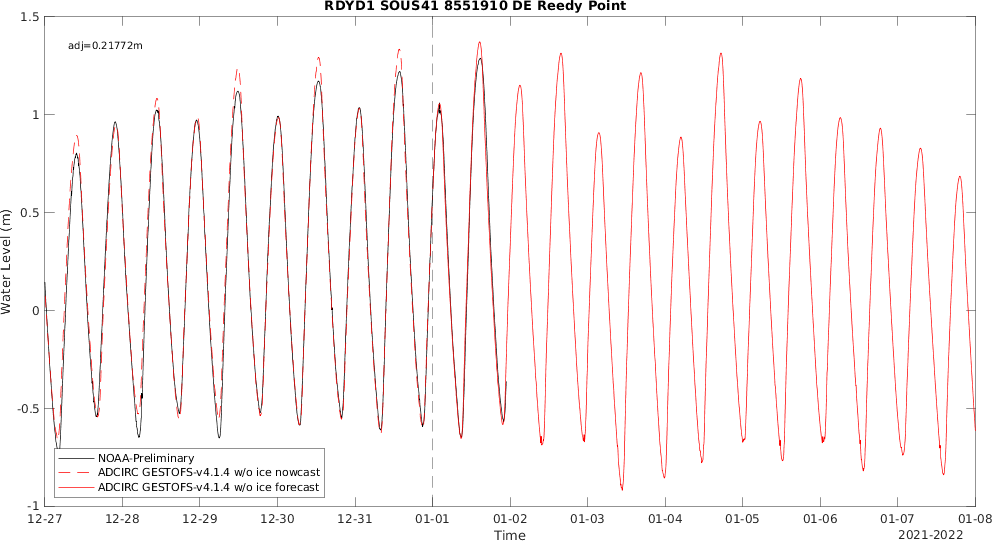 RDYD1 SOUS41 8551910 DE Reedy Point
adj=0.21772m
1.5
1
0.5
0
-0.5
-1
Water Level (m)
NOAA-Preliminary
ADCIRC GESTOFS-v4.1.4 w/o ice nowcast
ADCIRC GESTOFS-v4.1.4 w/o ice forecast
12-27 12-28 12-29 12-30 12-31 01-01 01-02 01-03 01-04 01-05 01-06 01-07 01-08
Time
2021-2022